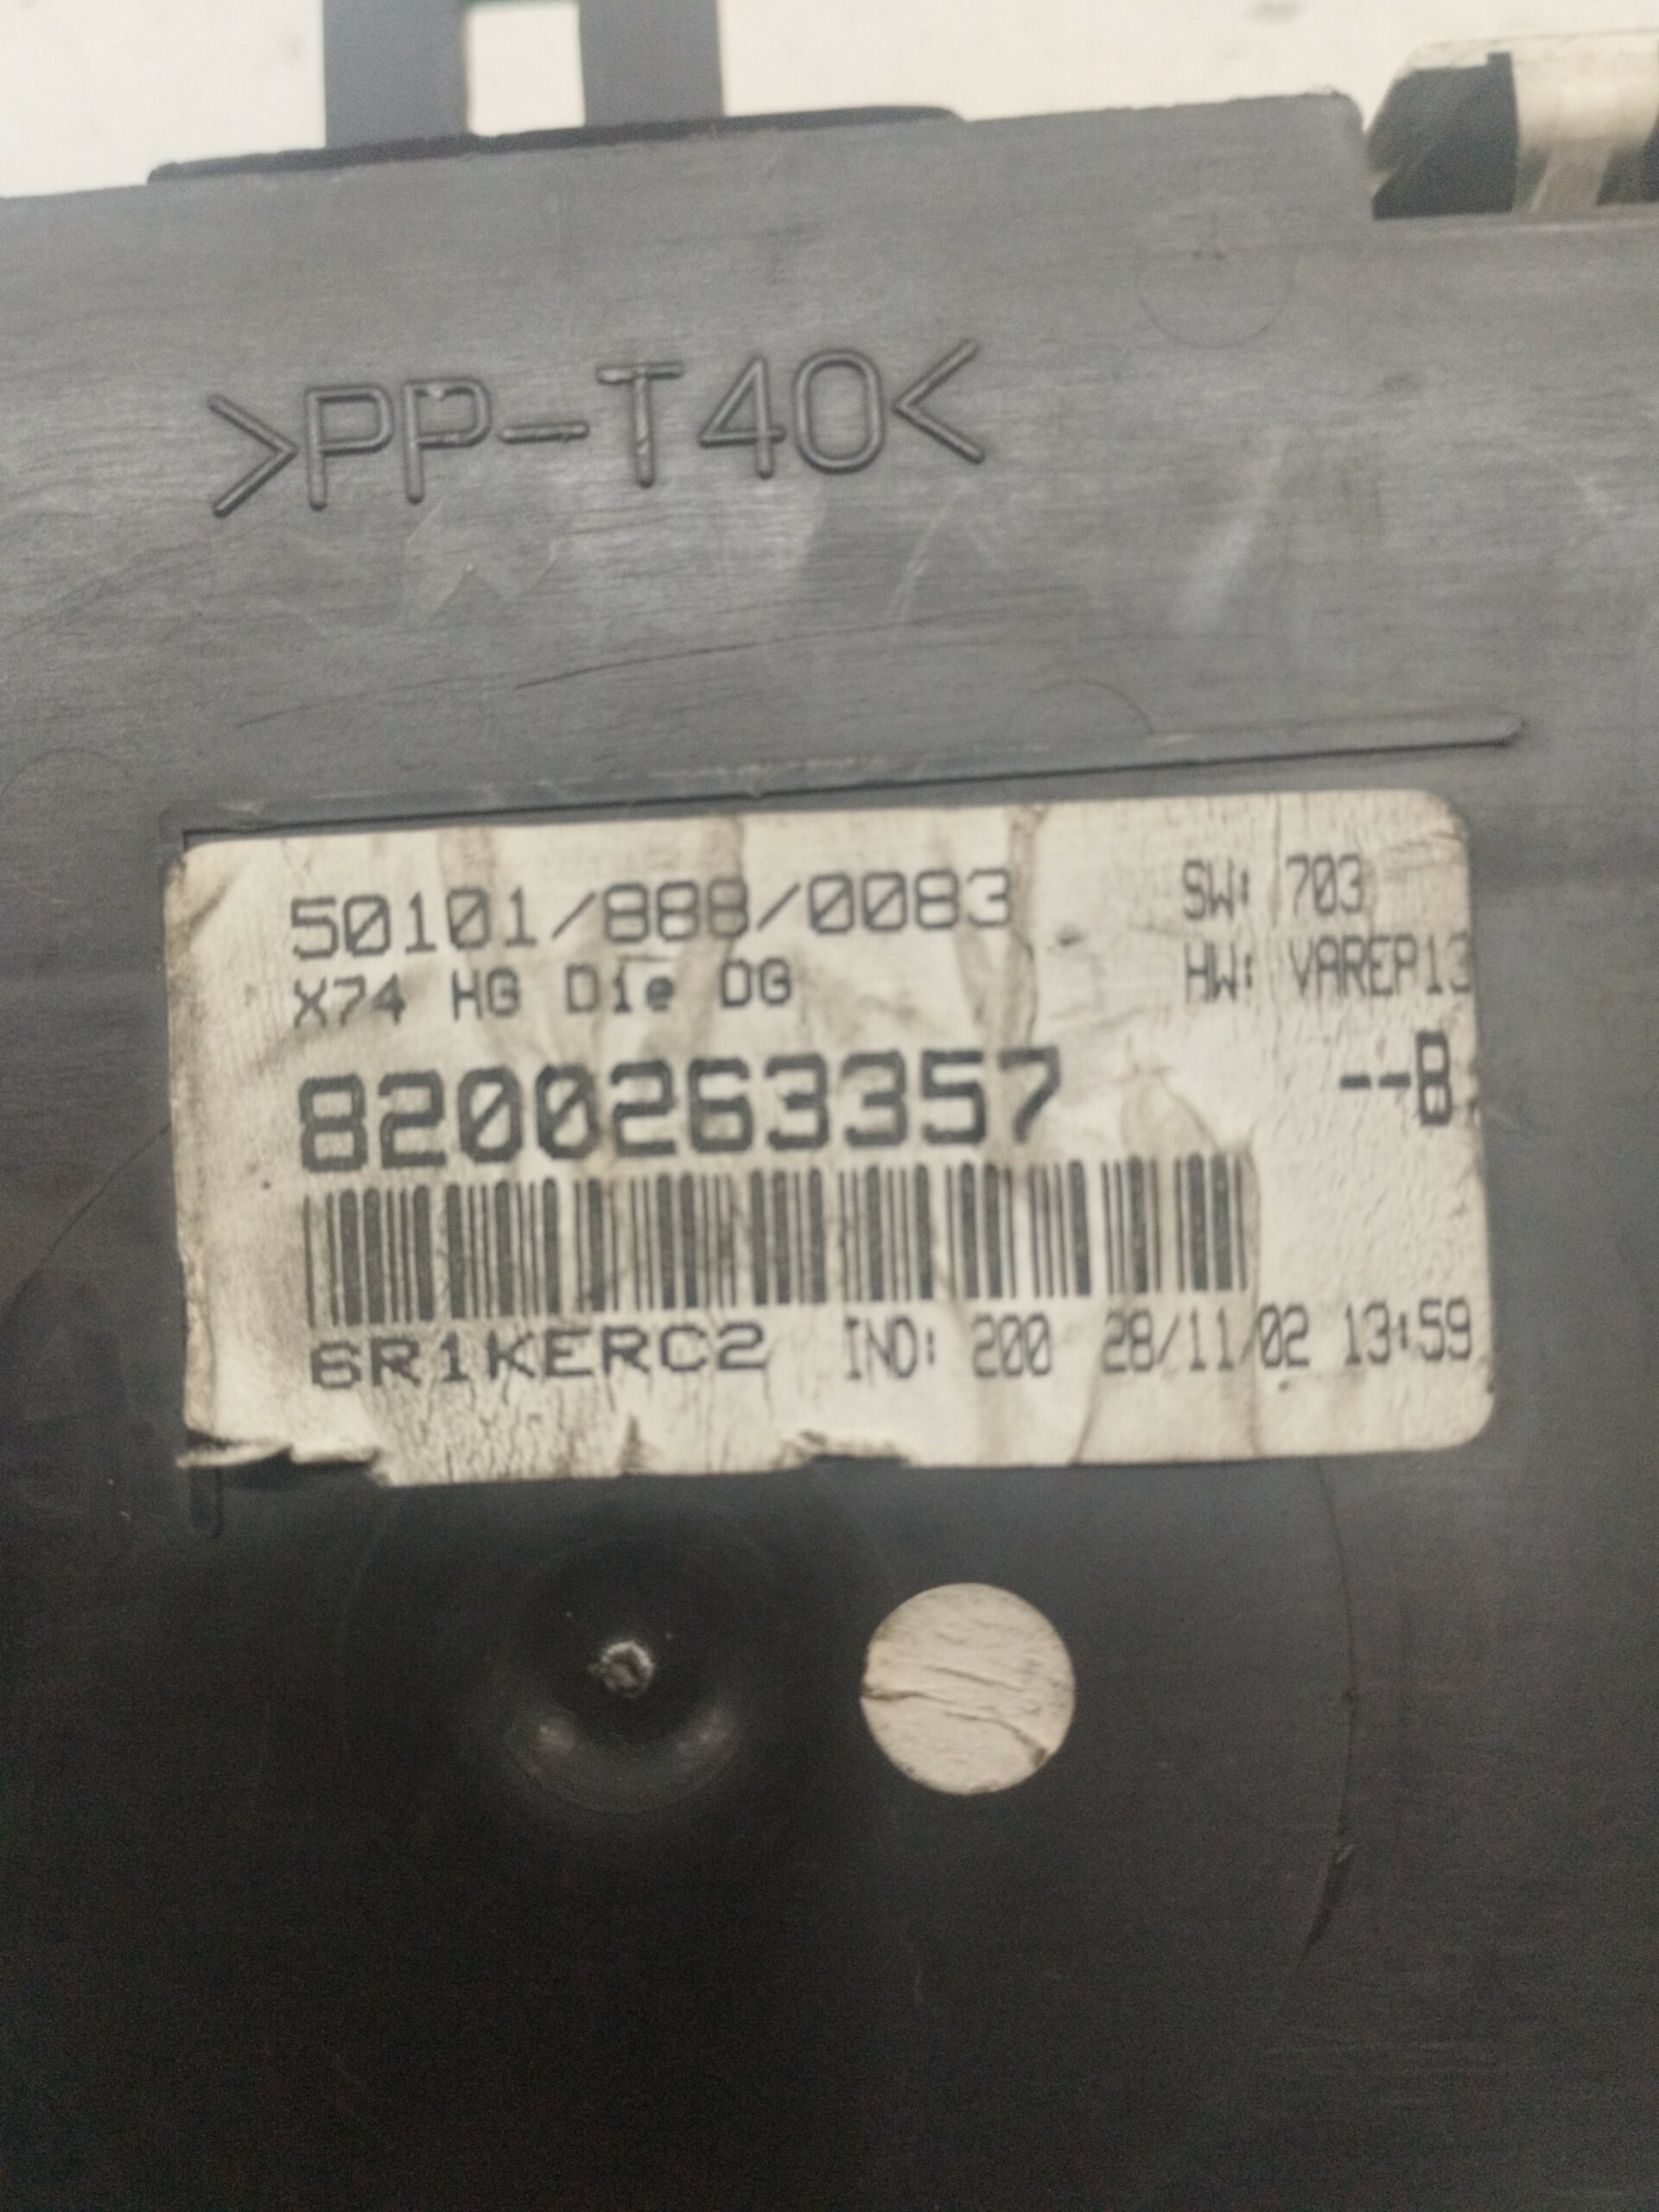 >PP-T40<
50101/888/0083 SW: 703
X74 HG Die DG HW: VAREP13
8200263357 --B
6R1KERC2 IND: 200 28/11/02 13:59